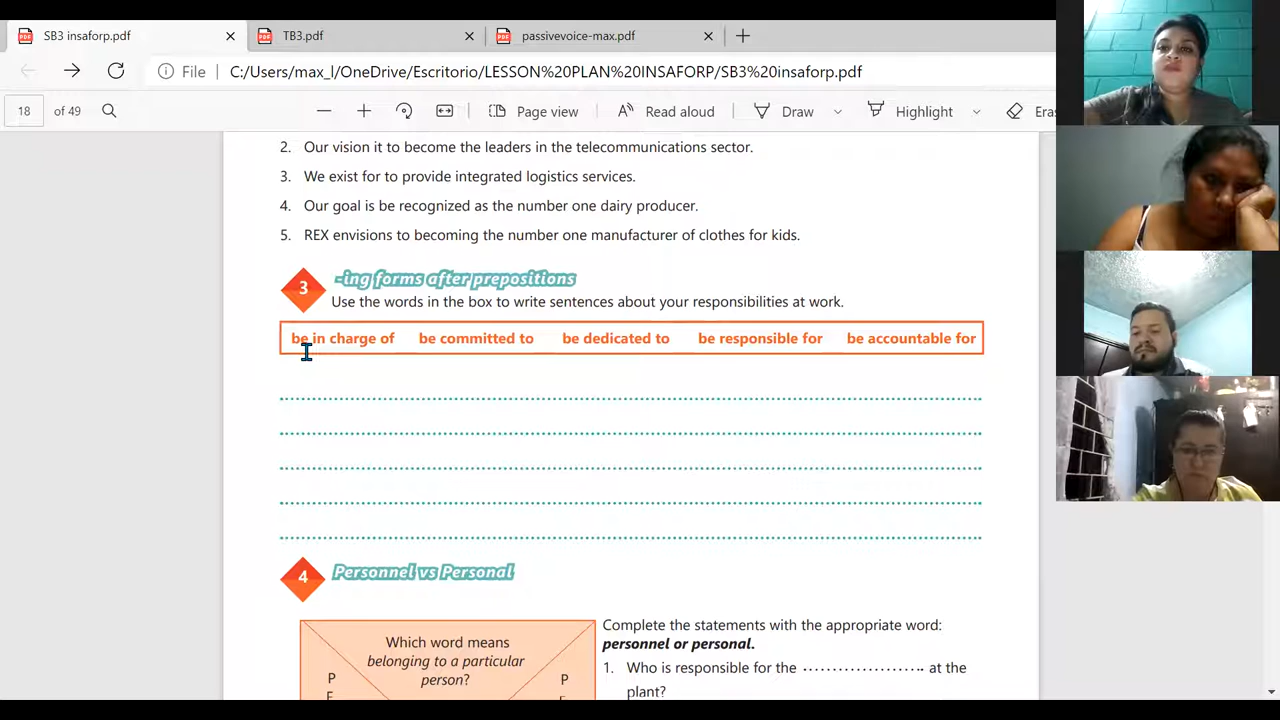 SB3 insaforp.pdf
TB3.pdf
passivevoice-max.pdf
File
C:/Users/max_l/OneDrive/Escritorio/LESSON%20PLAN%20INSAFORP/SB3%20insaforp.pdf
18 of 49
Page view
Read aloud
Draw
Highlight
Eras
2. Our vision it to become the leaders in the telecommunications sector.
3. We exist for to provide integrated logistics services.
4. Our goal is be recognized as the number one dairy producer.
5. REX envisions to becoming the number one manufacturer of clothes for kids.
3 -ing forms after prepositions
Use the words in the box to write sentences about your responsibilities at work.
be in charge of be committed to be dedicated to be responsible for be accountable for
4 Personnel vs Personal
Which word means
belonging to a particular
person?
P P
E
Complete the statements with the appropriate word:
personnel or personal.
1. Who is responsible for the .................... at the
plant?